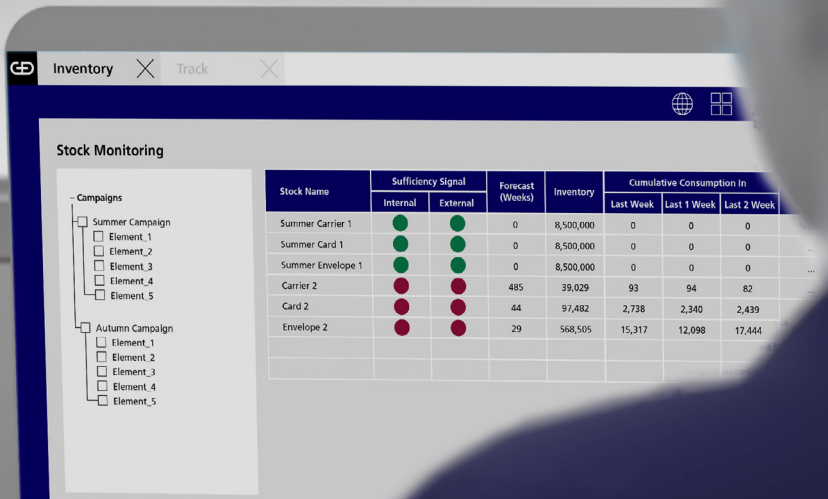 Inventory
Track
Stock Monitoring
Campaigns
Summer Campaign
Element_1
Element_2
Element_3
Element_4
Element_5
Autumn Campaign
Element_1
Element_2
Element_3
Element_4
Element_5
Stock Name Sufficiency Signal Forecast (Weeks) Inventory Cumulative Consumption In
Internal External Last Week Last 1 Week Last 2 Week
Summer Carrier 1 0 8,500,000 0 0 0 ...
Summer Card 1 0 8,500,000 0 0 0 ...
Summer Envelope 1 0 8,500,000 0 0 0 ...
Carrier 2 485 39,029 93 94 82 ...
Card 2 44 97,482 2,738 2,340 2,439
Envelope 2 29 568,505 15,317 12,098 17,444